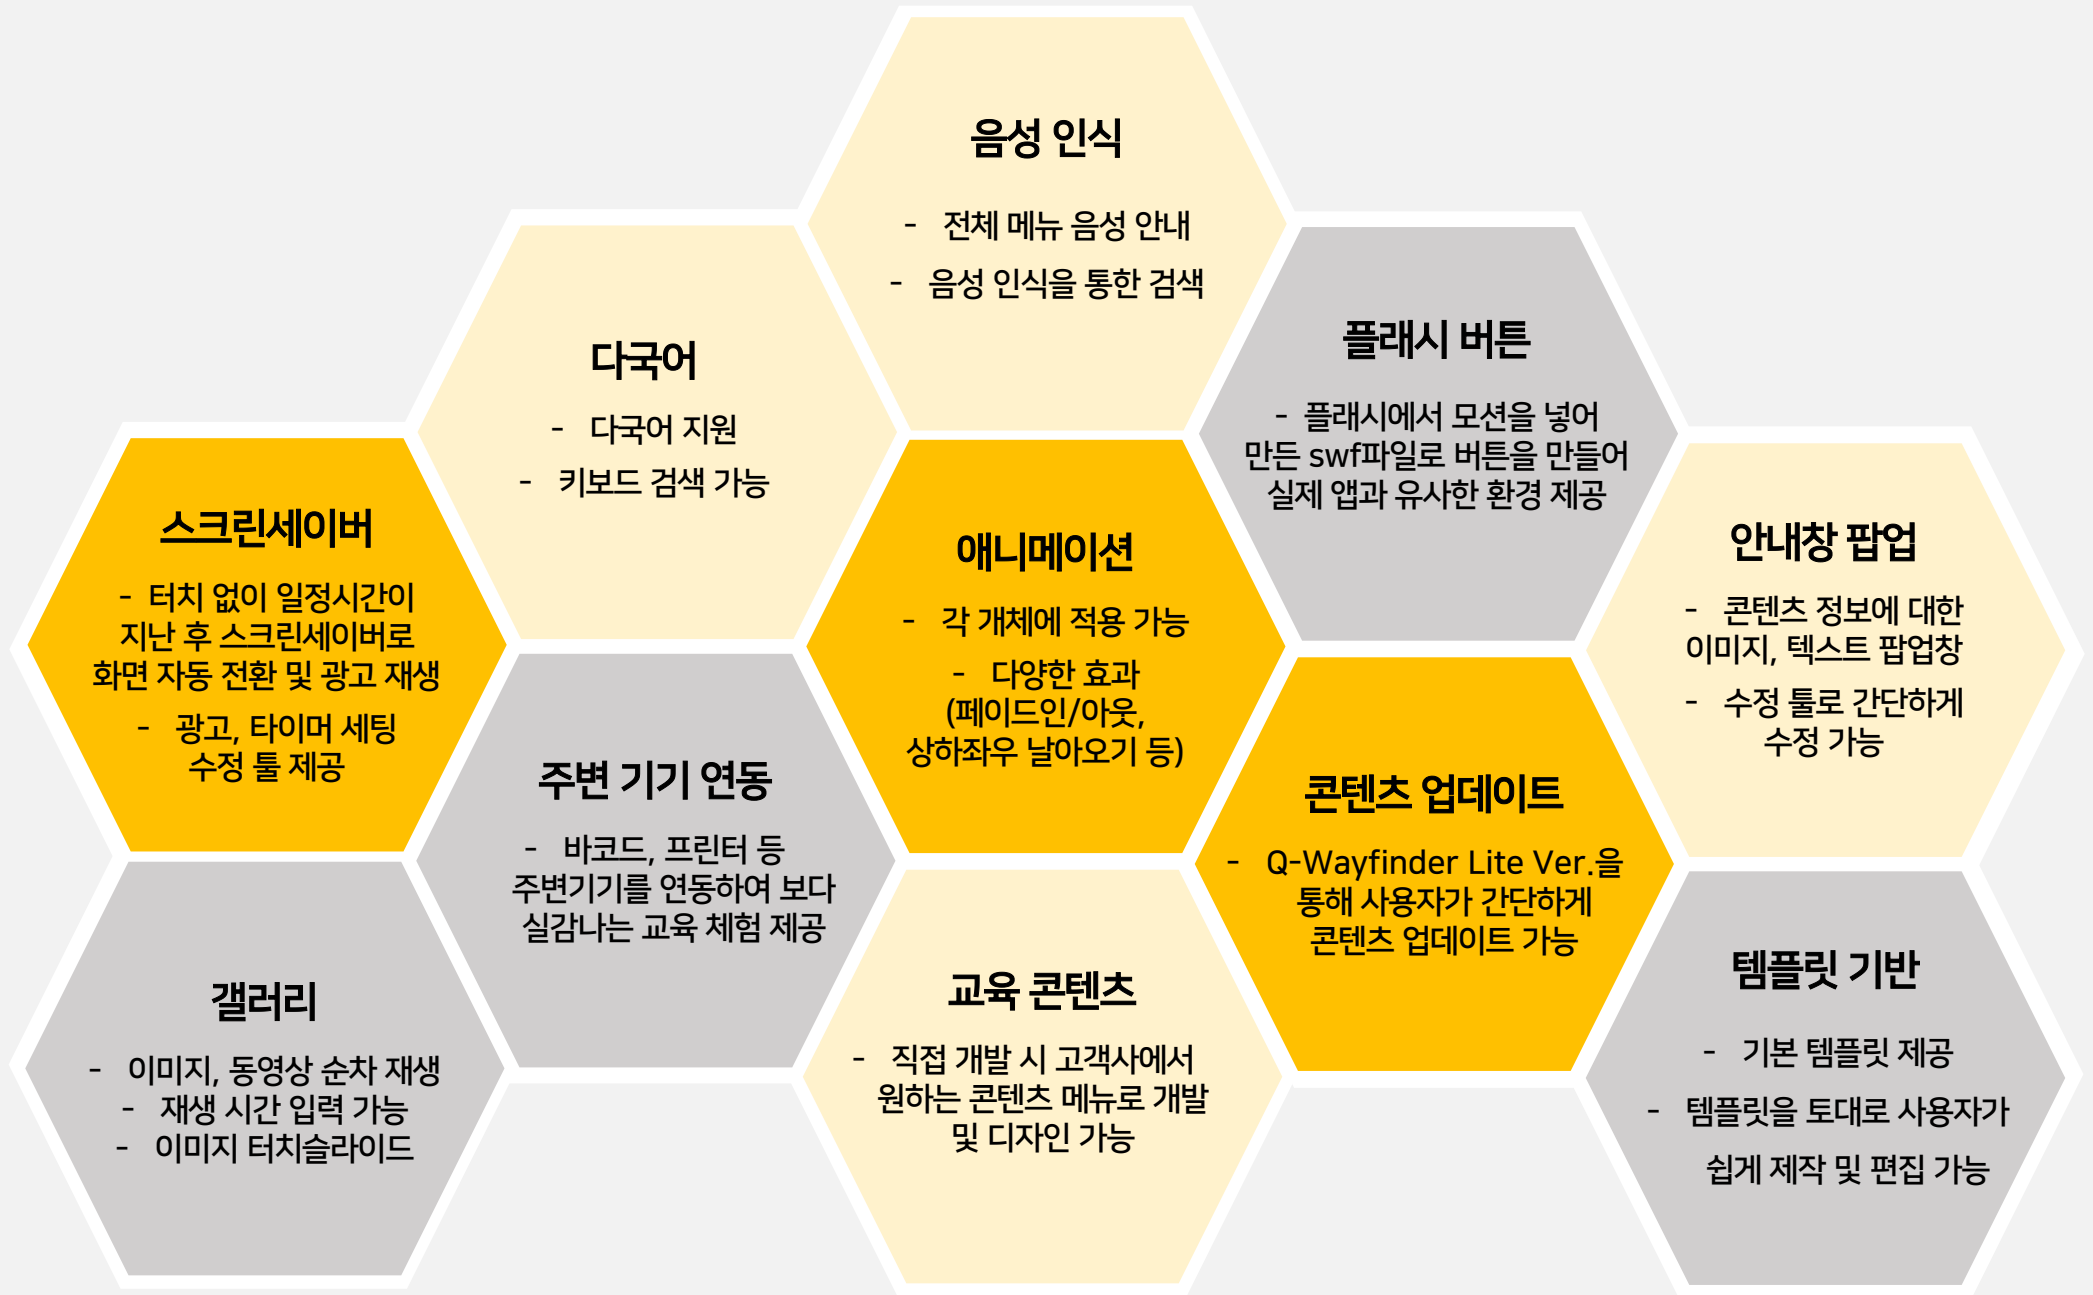 음성 인식
- 전체 메뉴 음성 안내
- 음성 인식을 통한 검색
다국어
- 다국어 지원
- 키보드 검색 가능
플래시 버튼
- 플래시에서 모션을 넣어
만든 swf파일로 버튼을 만들어
실제 앱과 유사한 환경 제공
스크린세이버
- 터치 없이 일정시간이
지난 후 스크린세이버로
화면 자동 전환 및 광고 재생
- 광고, 타이머 세팅
수정 툴 제공
애니메이션
- 각 개체에 적용 가능
- 다양한 효과
(페이드인/아웃,
상하좌우 날아오기 등)
안내창 팝업
- 콘텐츠 정보에 대한
이미지, 텍스트 팝업창
- 수정 툴로 간단하게
수정 가능
주변 기기 연동
- 바코드, 프린터 등
주변기기를 연동하여 보다
실감나는 교육 체험 제공
콘텐츠 업데이트
- Q-Wayfinder Lite Ver.을
통해 사용자가 간단하게
콘텐츠 업데이트 가능
갤러리
- 이미지, 동영상 순차 재생
- 재생 시간 입력 가능
- 이미지 터치슬라이드
교육 콘텐츠
- 직접 개발 시 고객사에서
원하는 콘텐츠 메뉴로 개발
및 디자인 가능
템플릿 기반
- 기본 템플릿 제공
- 템플릿을 토대로 사용자가
쉽게 제작 및 편집 가능